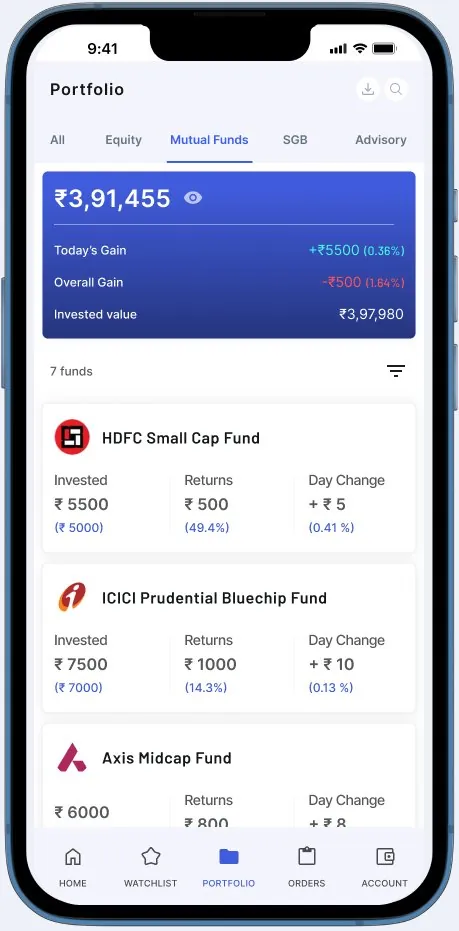 9:41
Portfolio
All Equity Mutual Funds SGB Advisory
₹3,91,455
Today's Gain +₹5500 (0.36%)
Overall Gain -₹500 (1.64%)
Invested value ₹3,97,980
7 funds
HDFC Small Cap Fund
Invested Returns Day Change
₹ 5500 ₹ 500 + ₹ 5
(₹ 5000) (49.4%) (0.41 %)
ICICI Prudential Bluechip Fund
Invested Returns Day Change
₹ 7500 ₹ 1000 + ₹ 10
(₹ 7000) (14.3%) (0.13 %)
Axis Midcap Fund
Returns Day Change
₹ 6000 ₹ 800 + ₹ 8
HOME WATCHLIST PORTFOLIO ORDERS ACCOUNT